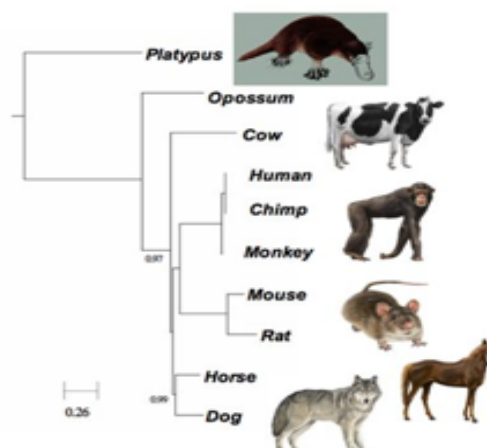 Platypus
Opossum
Cow
Human
Chimp
Monkey
0.97
Mouse
Rat
Horse
0.26
0.99
Dog